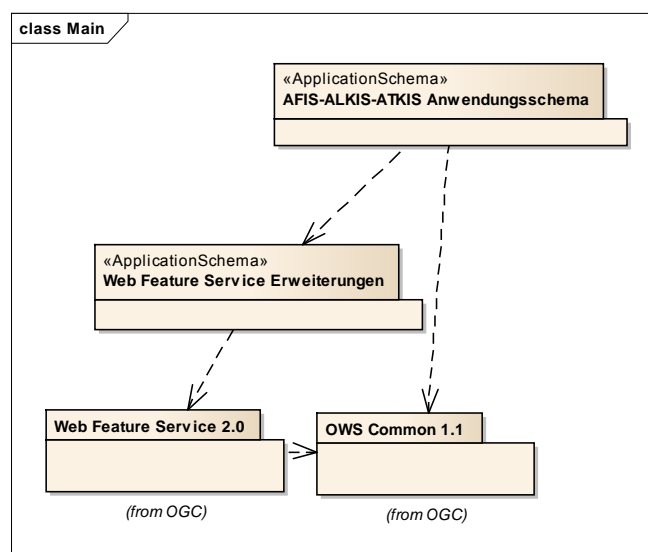 class Main
«ApplicationSchema»
AFIS-ALKIS-ATKIS Anwendungsschema
«ApplicationSchema»
Web Feature Service Erweiterungen
Web Feature Service 2.0
OWS Common 1.1
(from OGC)
(from OGC)